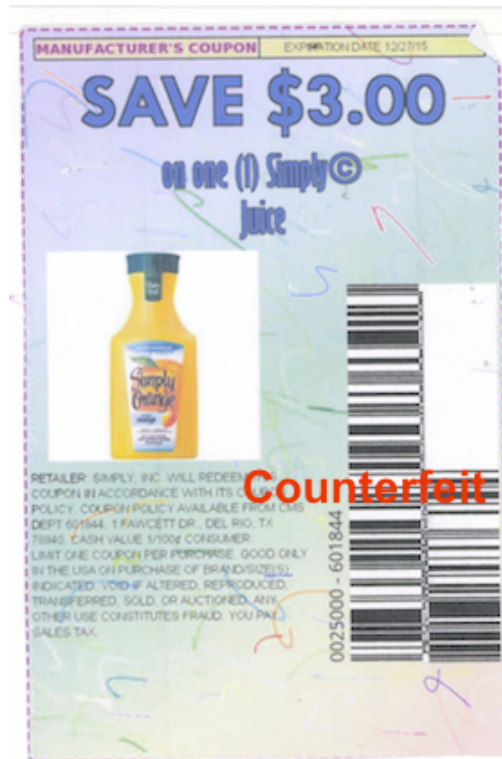 MANUFACTURER'S COUPON EXPIRATION DATE 12/27/15
SAVE $3.00
on one (1) Simply©
Juice
Simply
Orange
RETAILER: SIMPLY, INC. WILL REDEEM
COUPON IN ACCORDANCE WITH ITS
POLICY. COUPON POLICY AVAILABLE FROM CMS
DEPT 601844, 1 FAWCETT DR., DEL RIO, TX
78840. CASH VALUE 1/100¢ CONSUMER:
LIMIT ONE COUPON PER PURCHASE. GOOD ONLY
IN THE USA ON PURCHASE OF BRAND/SIZE(S)
INDICATED. VOID IF ALTERED, REPRODUCED,
TRANSFERRED, SOLD, OR AUCTIONED. ANY
OTHER USE CONSTITUTES FRAUD. YOU PAY
SALES TAX.
Counterfeit
0025000 - 601844